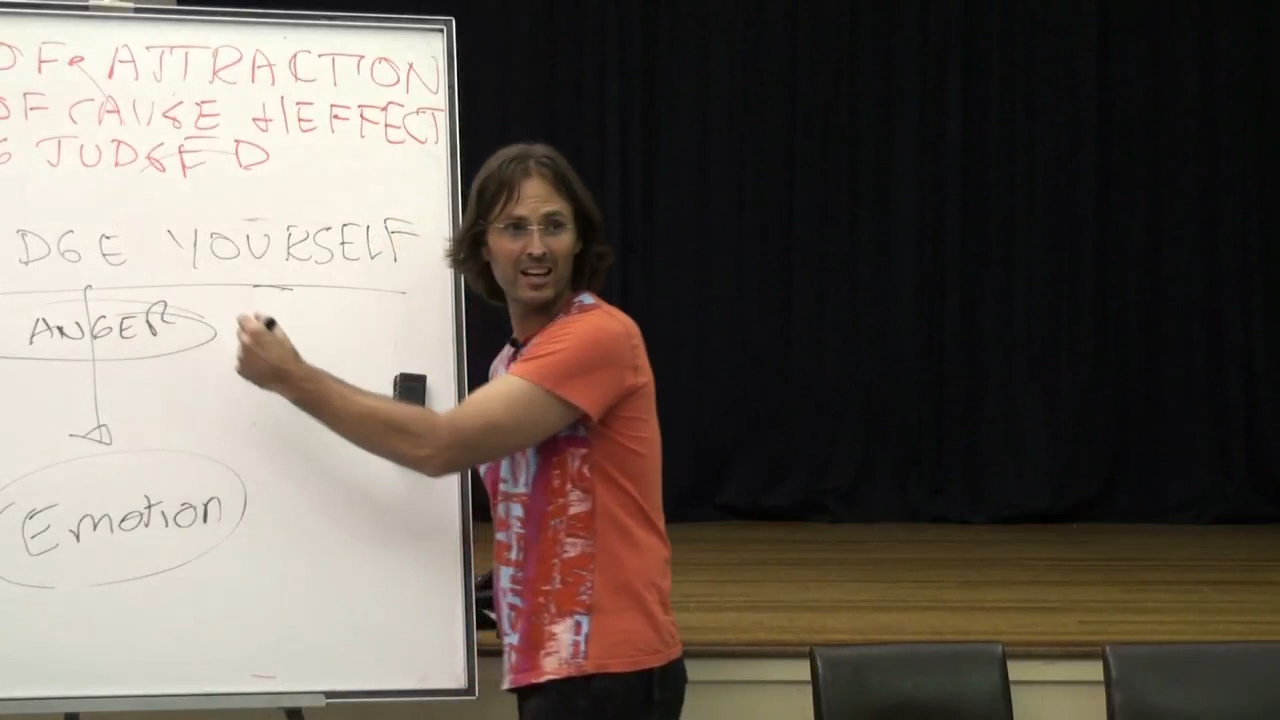 OF ATTRACTION
OF CAUSE & EFFECT
G JUDGED
DGE YOURSELF
ANGER
Emotion